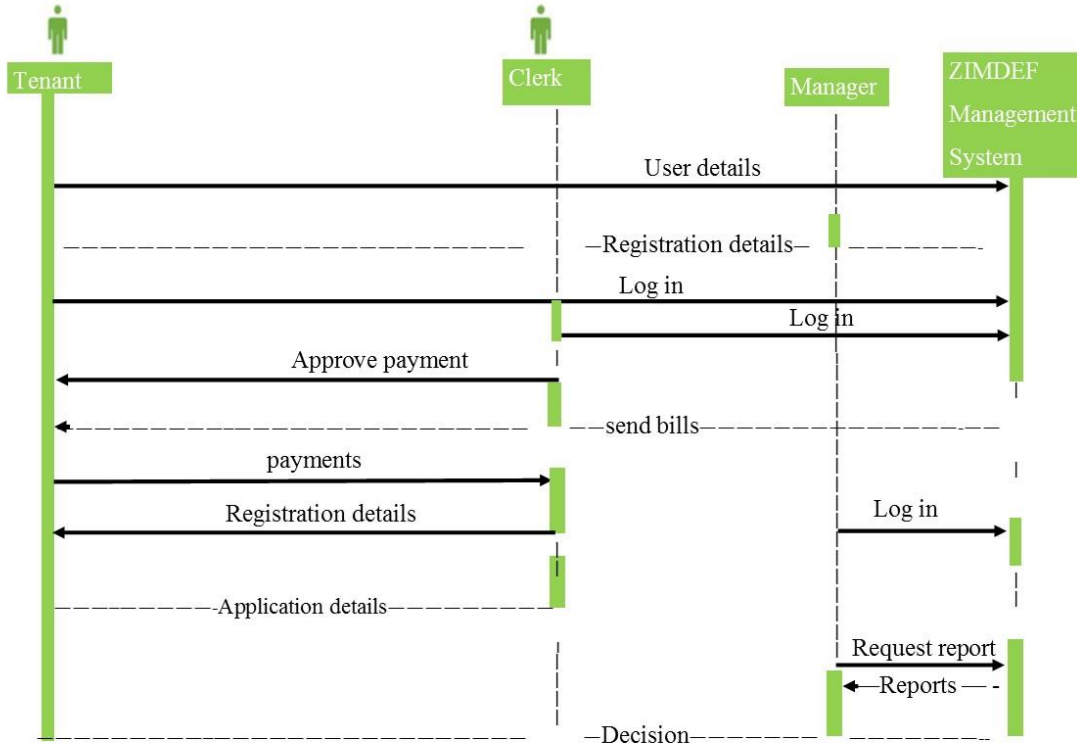 Tenant
Clerk
Manager
ZIMDEF
Management
System
User details
Registration details
Log in
Log in
Approve payment
send bills
payments
Registration details
Log in
Application details
Request report
Reports
Decision